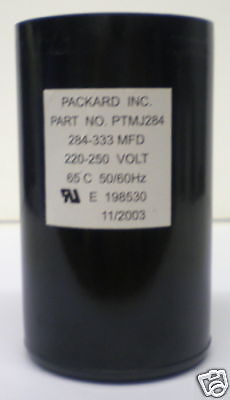 PACKARD INC.
PART NO. PTMJ284
284-333 MFD
220-250 VOLT
65°C 50/60Hz
E 198530
11/2003